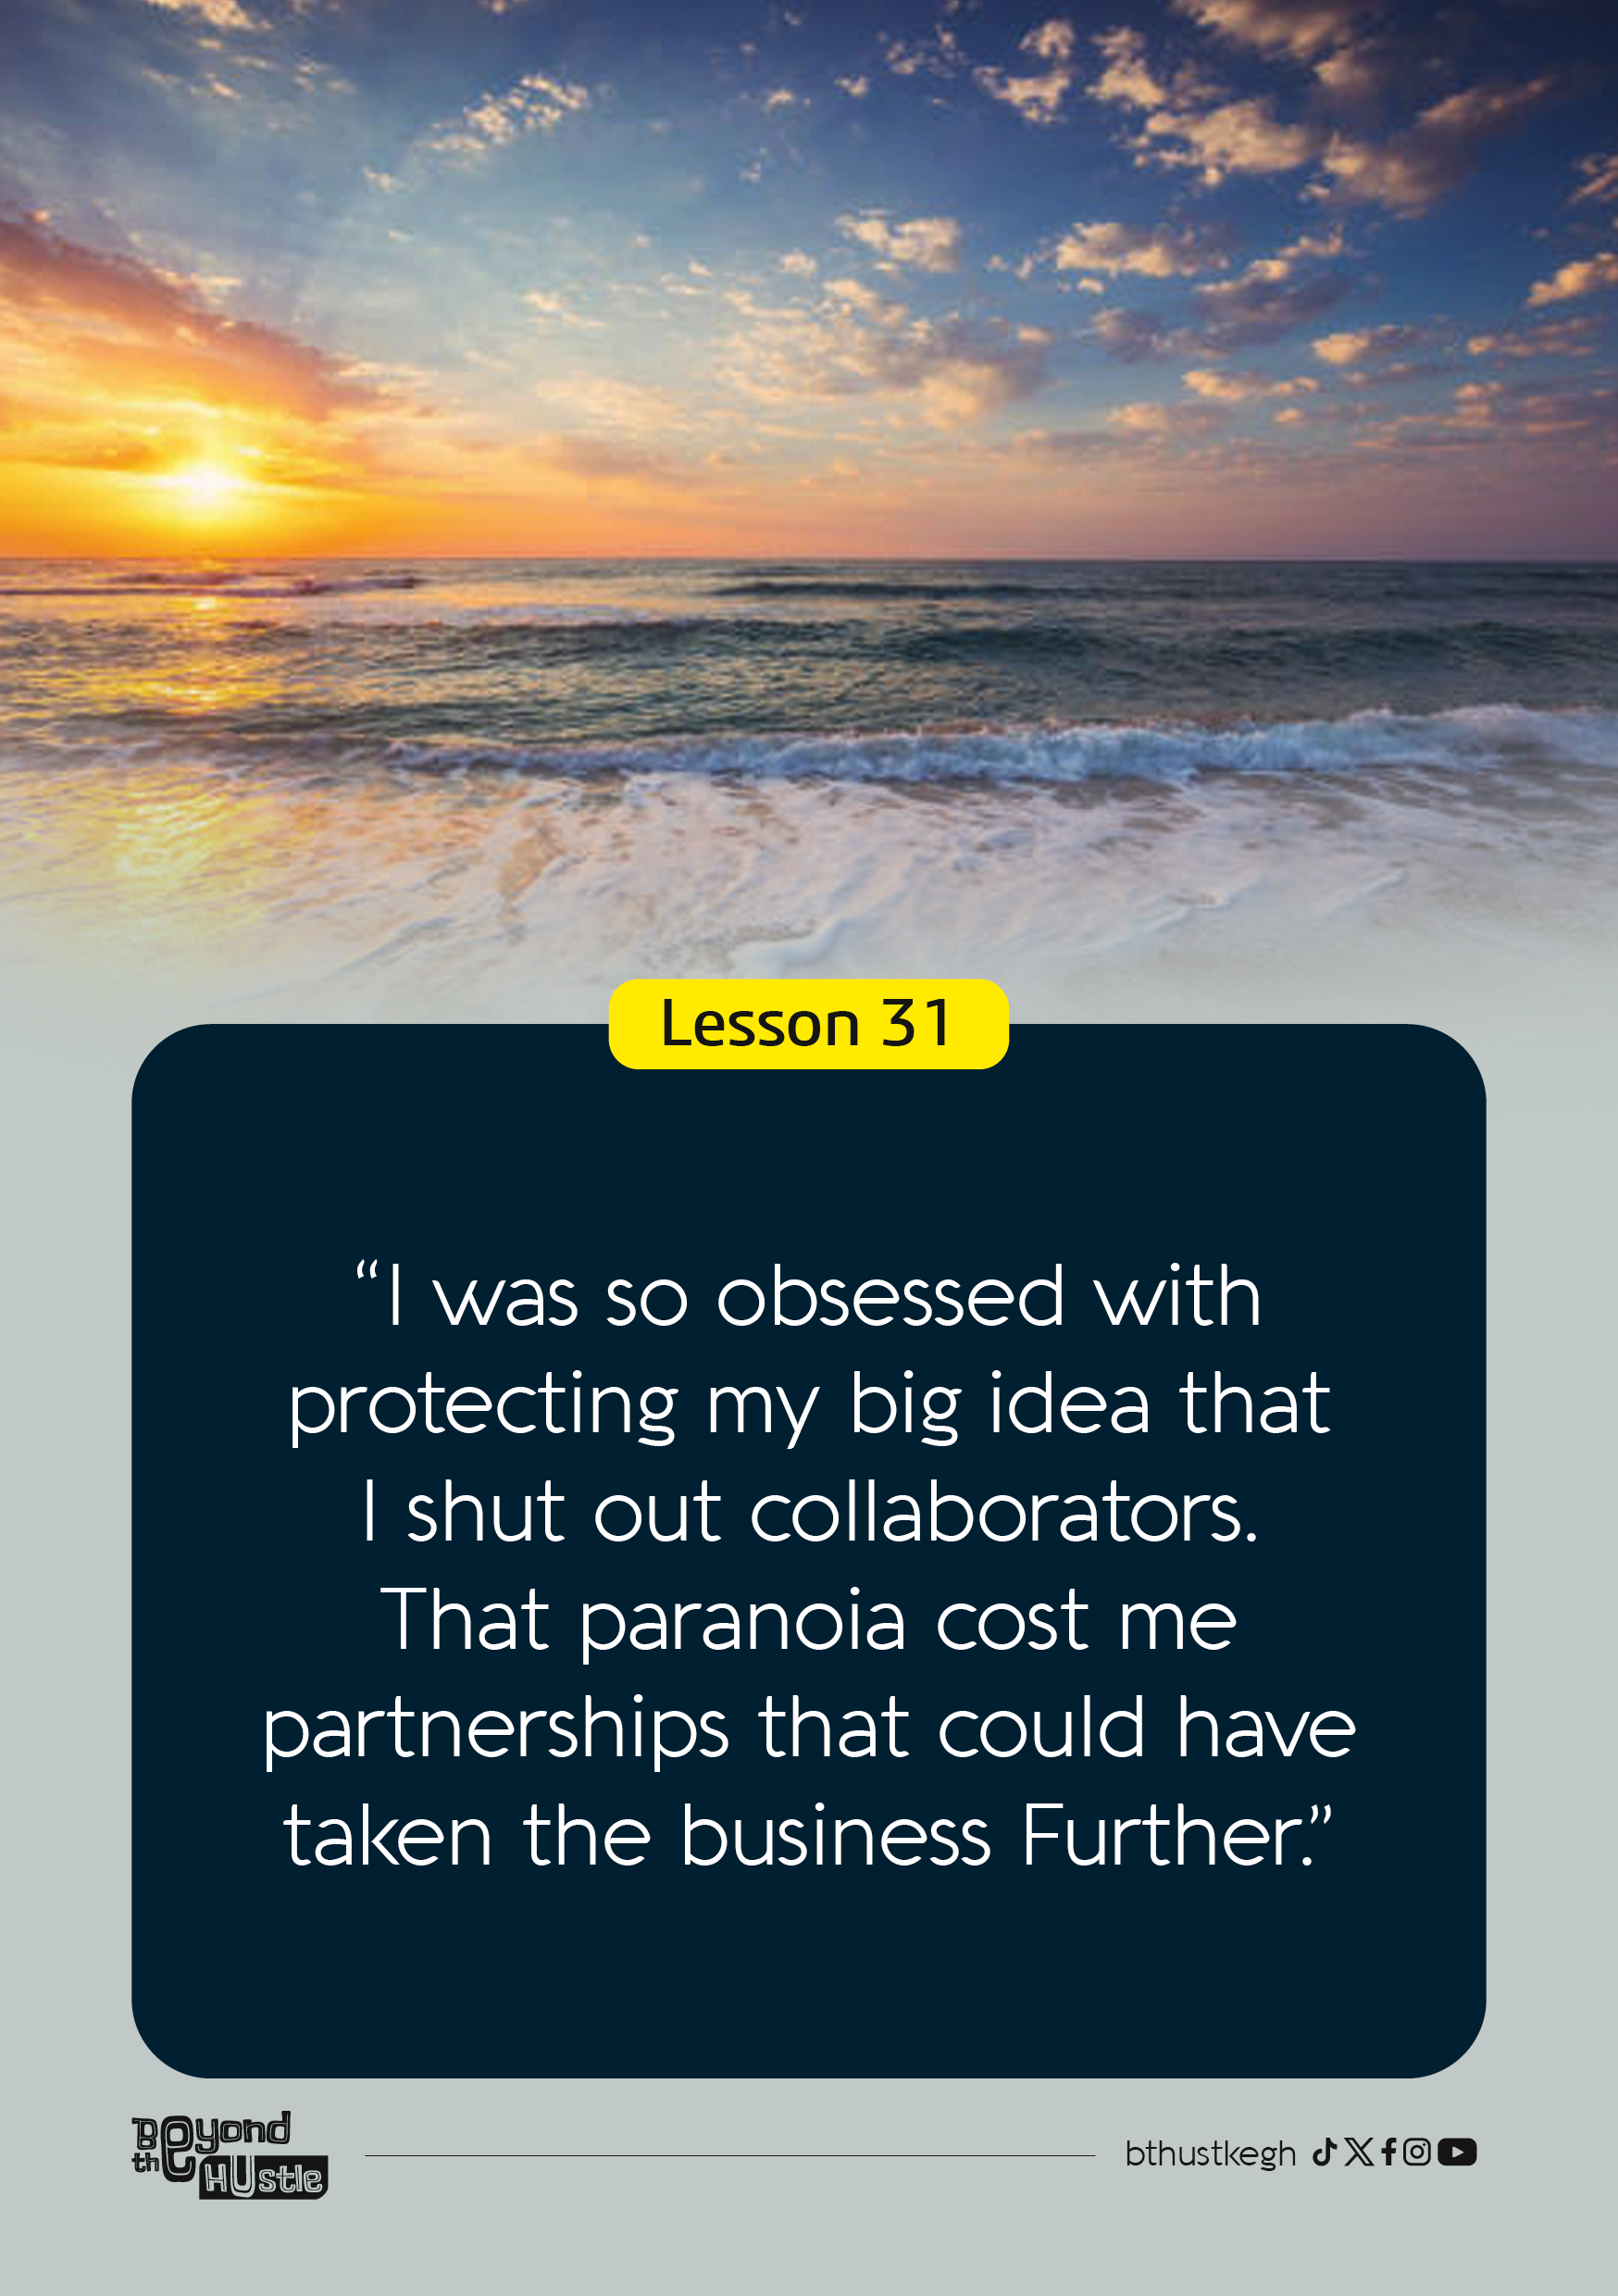 Lesson 31
“I was so obsessed with
protecting my big idea that
I shut out collaborators.
That paranoia cost me
partnerships that could have
taken the business Further.”
Beyond
the HUstle
bthustkegh